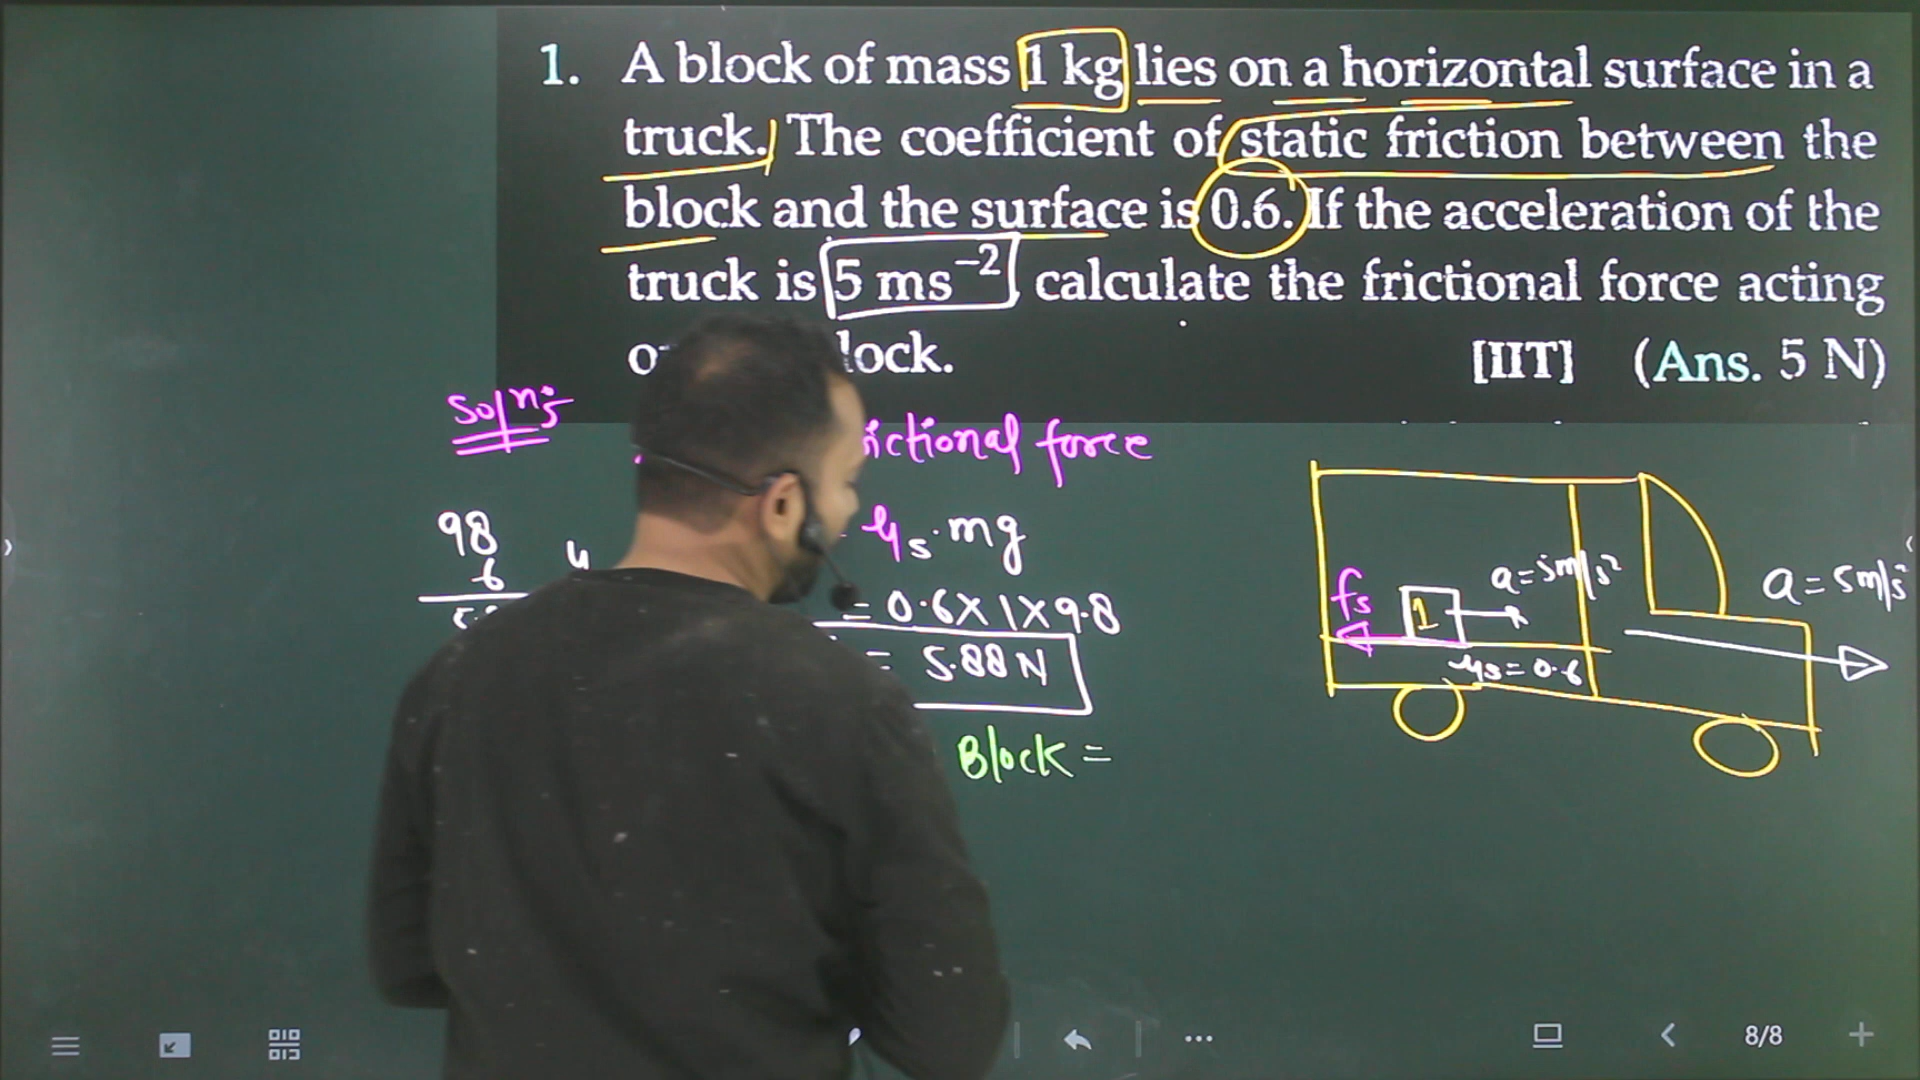 1. A block of mass 1 kg lies on a horizontal surface in a
truck. The coefficient of static friction between the
block and the surface is 0.6. If the acceleration of the
truck is 5 ms⁻², calculate the frictional force acting
lock.
[IIT] (Ans. 5 N)
Soln:
ictional force
98
6
μs.mg
= 0.6 × 1 × 9.8
= 5.88 N
Block =
fs
1
a = 5m/s²
μs = 0.6
a = 5m/s²
8/8